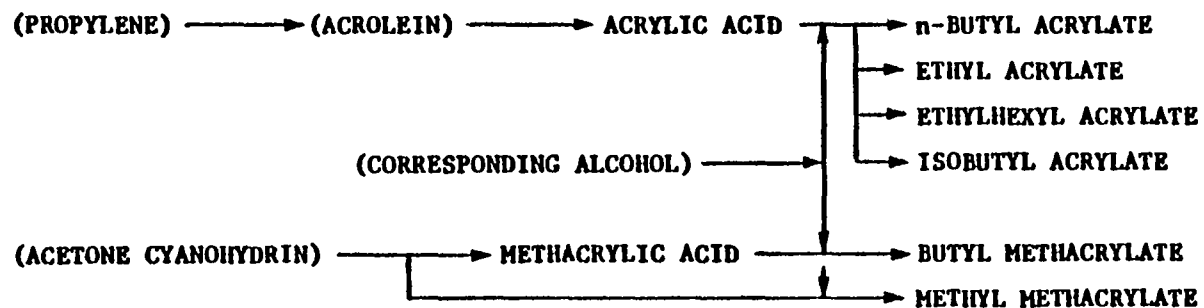 (PROPYLENE) (ACROLEIN) ACRYLIC ACID n-BUTYL ACRYLATE
ETHYL ACRYLATE
ETHYLHEXYL ACRYLATE
(CORRESPONDING ALCOHOL) ISOBUTYL ACRYLATE
(ACETONE CYANOHYDRIN) METHACRYLIC ACID BUTYL METHACRYLATE
METHYL METHACRYLATE